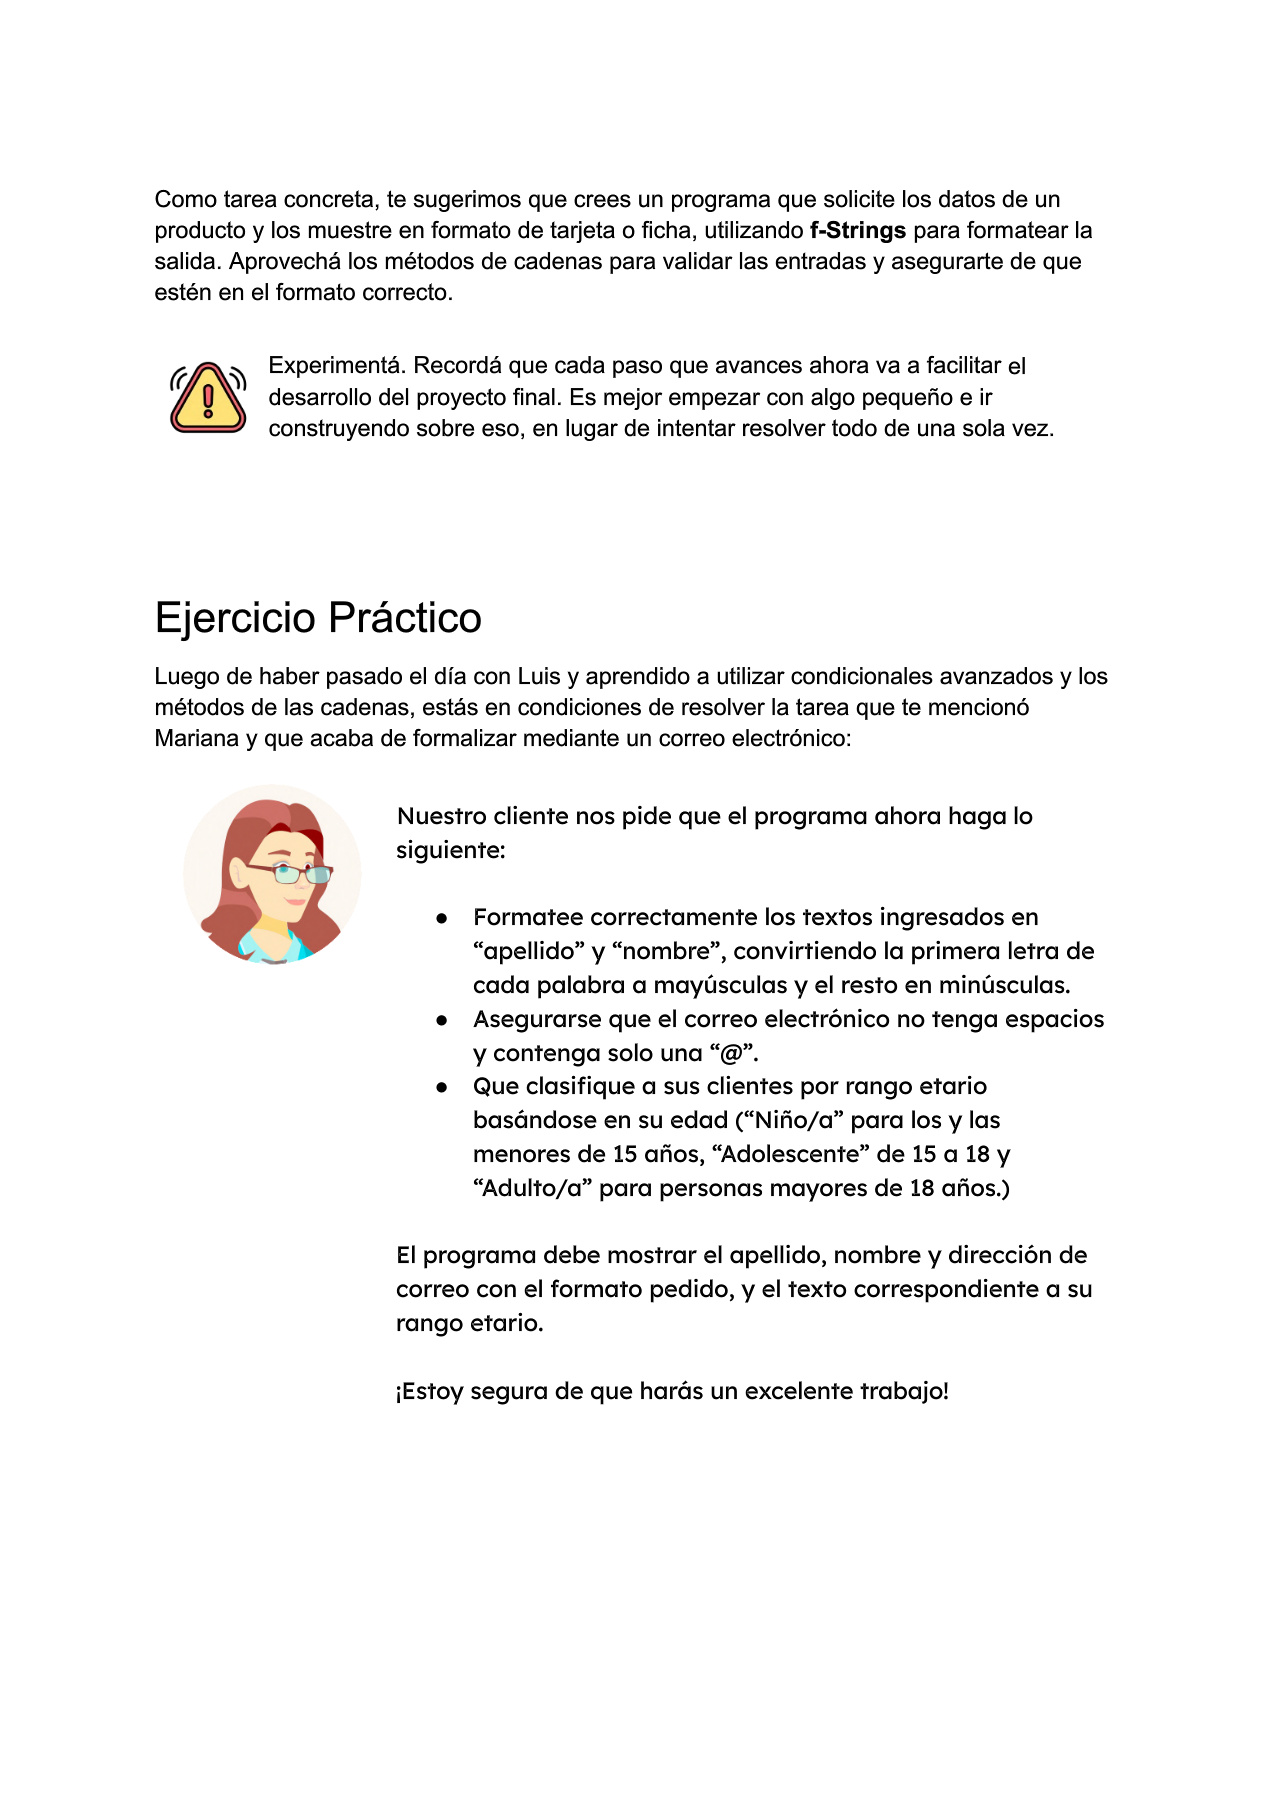 Como tarea concreta, te sugerimos que crees un programa que solicite los datos de un
producto y los muestre en formato de tarjeta o ficha, utilizando f-Strings para formatear la
salida. Aprovechá los métodos de cadenas para validar las entradas y asegurarte de que
estén en el formato correcto.
Experimentá. Recordá que cada paso que avances ahora va a facilitar el
desarrollo del proyecto final. Es mejor empezar con algo pequeño e ir
construyendo sobre eso, en lugar de intentar resolver todo de una sola vez.
Ejercicio Práctico
Luego de haber pasado el día con Luis y aprendido a utilizar condicionales avanzados y los
métodos de las cadenas, estás en condiciones de resolver la tarea que te mencionó
Mariana y que acaba de formalizar mediante un correo electrónico:
Nuestro cliente nos pide que el programa ahora haga lo
siguiente:
● Formatee correctamente los textos ingresados en
“apellido” y “nombre”, convirtiendo la primera letra de
cada palabra a mayúsculas y el resto en minúsculas.
● Asegurarse que el correo electrónico no tenga espacios
y contenga solo una “@”.
● Que clasifique a sus clientes por rango etario
basándose en su edad (“Niño/a” para los y las
menores de 15 años, “Adolescente” de 15 a 18 y
“Adulto/a” para personas mayores de 18 años.)
El programa debe mostrar el apellido, nombre y dirección de
correo con el formato pedido, y el texto correspondiente a su
rango etario.
¡Estoy segura de que harás un excelente trabajo!